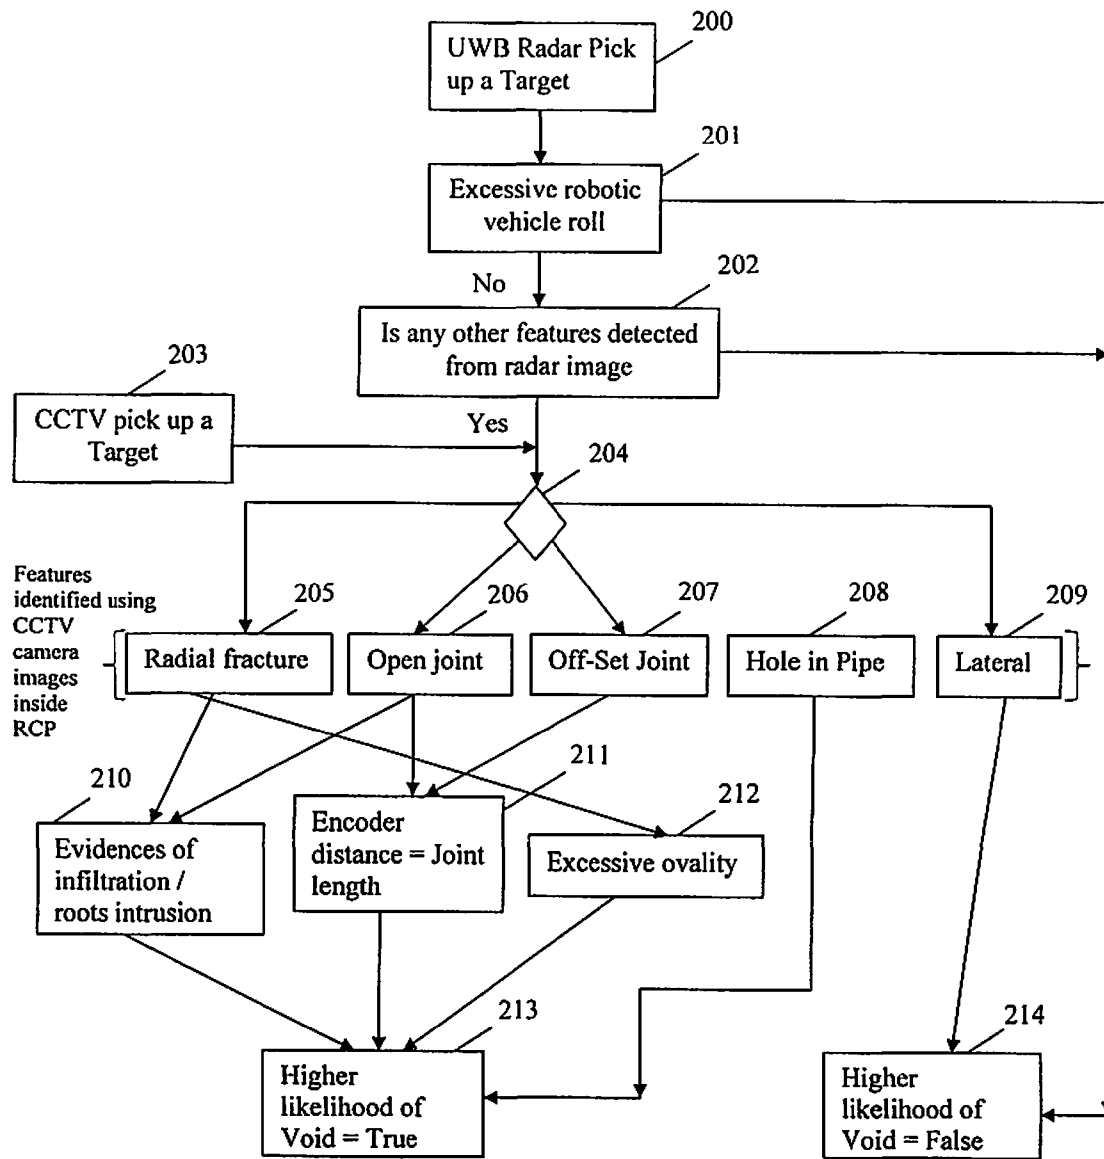 200
UWB Radar Pick
up a Target
201
Excessive robotic
vehicle roll
No
202
Is any other features detected
from radar image
203
CCTV pick up a
Target
Yes
204
Features
identified using
CCTV
camera
images
inside
RCP
205
Radial fracture
206
Open joint
207
Off-Set Joint
208
Hole in Pipe
209
Lateral
210
Evidences of
infiltration /
roots intrusion
211
Encoder
distance = Joint
length
212
Excessive ovality
213
Higher
likelihood of
Void = True
214
Higher
likelihood of
Void = False